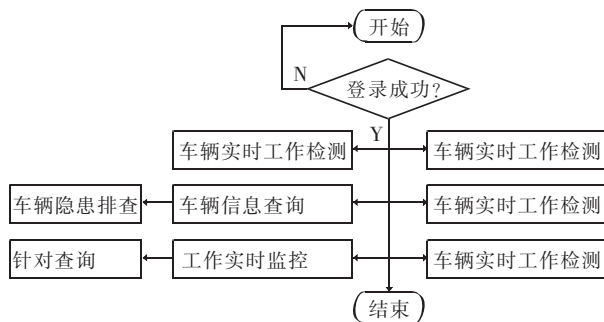 开始
N
登录成功?
Y
车辆实时工作检测
车辆实时工作检测
车辆隐患排查
车辆信息查询
车辆实时工作检测
针对查询
工作实时监控
车辆实时工作检测
结束